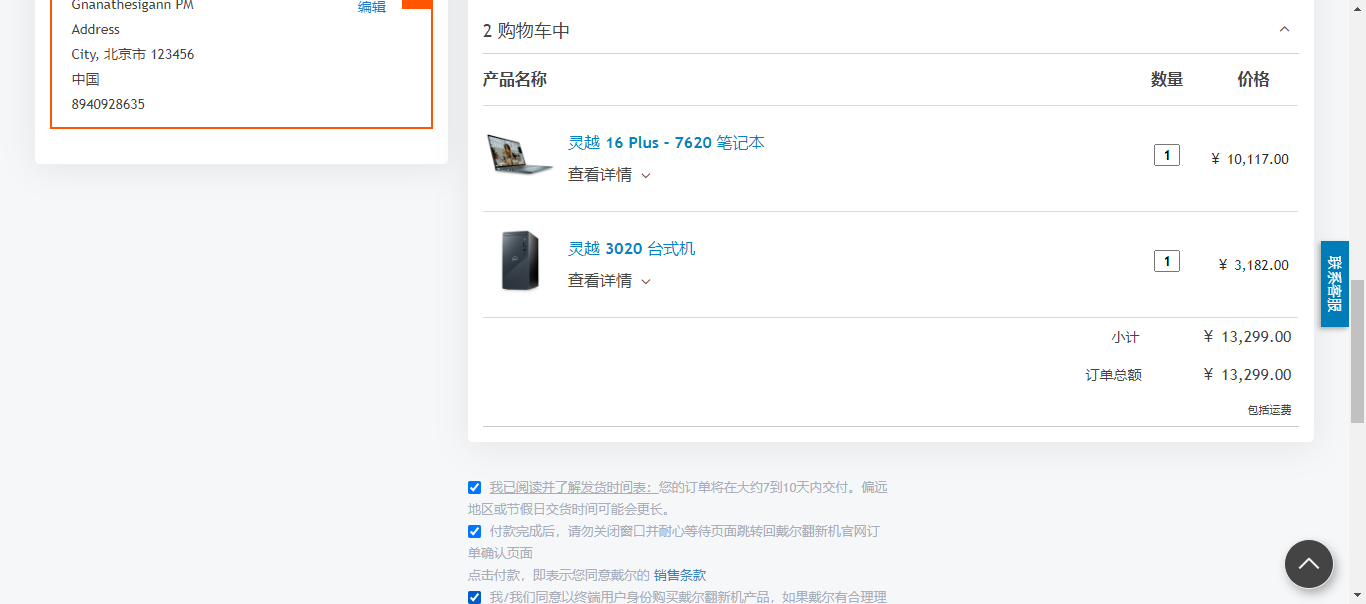 Gnanathesigann PM
编辑
Address
City, 北京市 123456
中国
8940928635
2 购物车中
产品名称 数量 价格
灵越 16 Plus - 7620 笔记本
查看详情
1 ¥ 10,117.00
灵越 3020 台式机
查看详情
1 ¥ 3,182.00
小计 ¥ 13,299.00
订单总额 ¥ 13,299.00
包括运费
联系客服
我已阅读并了解发货时间表：您的订单将在大约7到10天内交付。偏远
地区或节假日交货时间可能会更长。
付款完成后，请勿关闭窗口并耐心等待页面跳转回戴尔翻新机官网订
单确认页面
点击付款，即表示您同意戴尔的 销售条款
我/我们同意以终端用户身份购买戴尔翻新机产品，如果戴尔有合理理